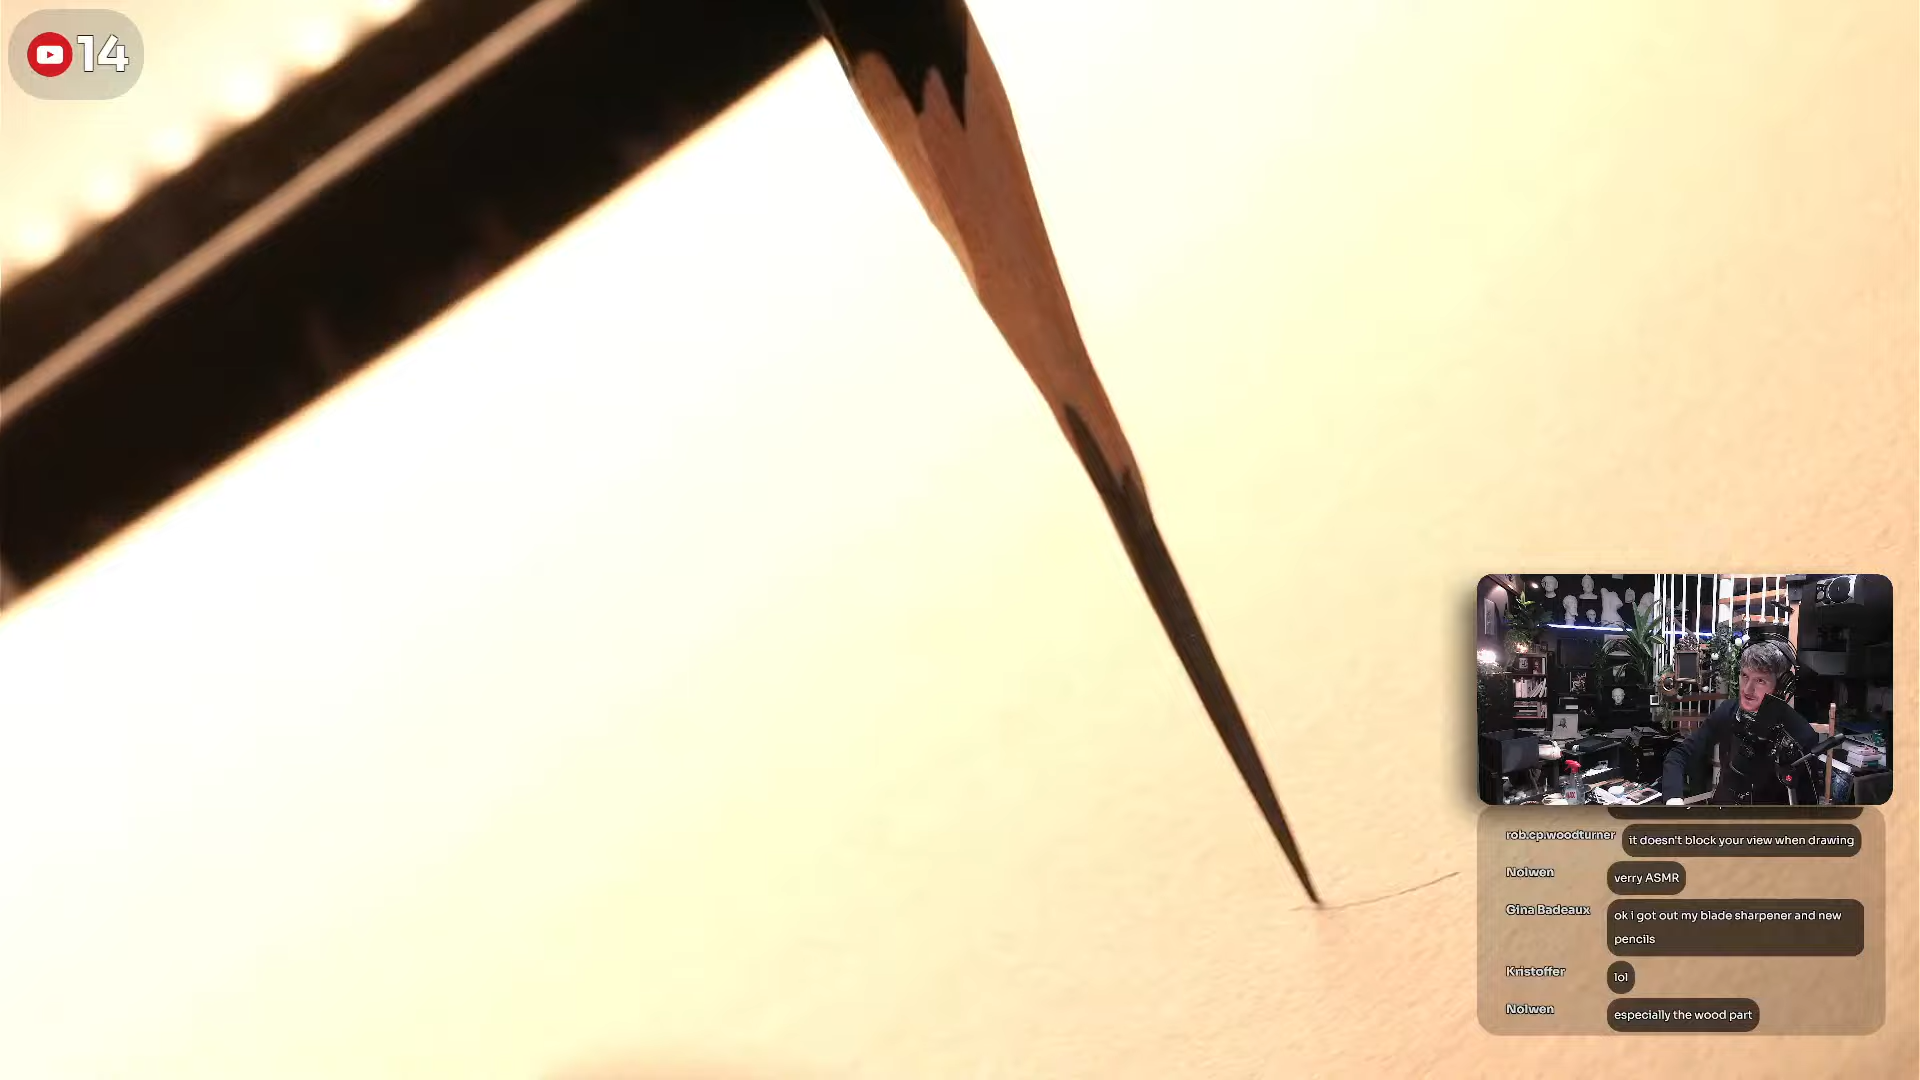 14
rob.cp.woodturner it doesn't block your view when drawing
Nolwen verry ASMR
Gina Badeaux ok i got out my blade sharpener and new
pencils
Kristoffer lol
Nolwen especially the wood part